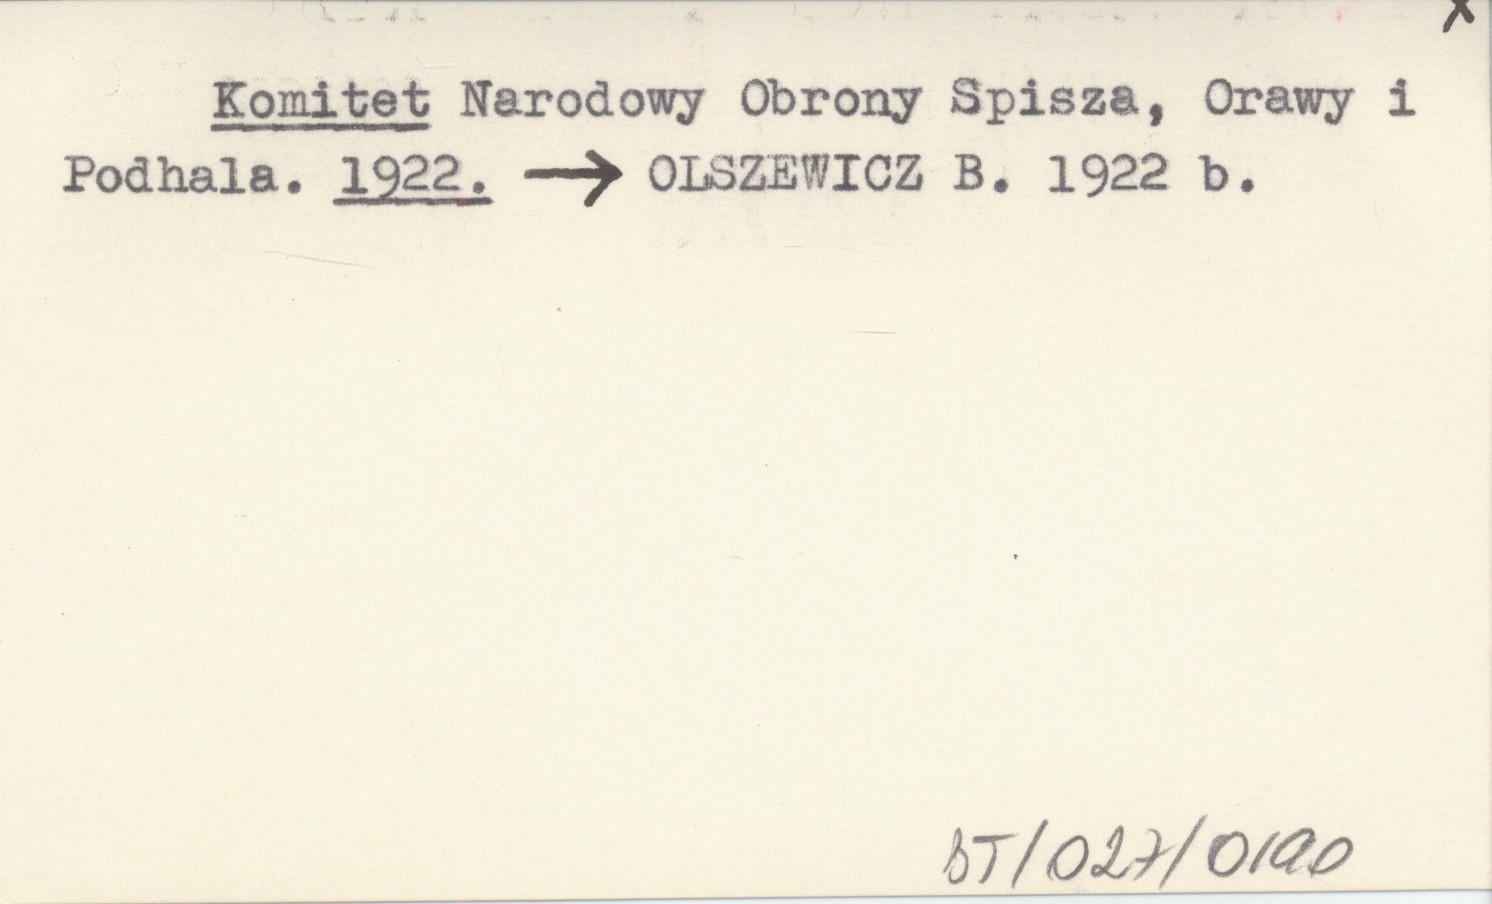 x
Komitet Narodowy Obrony Spisza, Orawy i
Podhala. 1922. → OLSZEWICZ B. 1922 b.
BT/027/0190